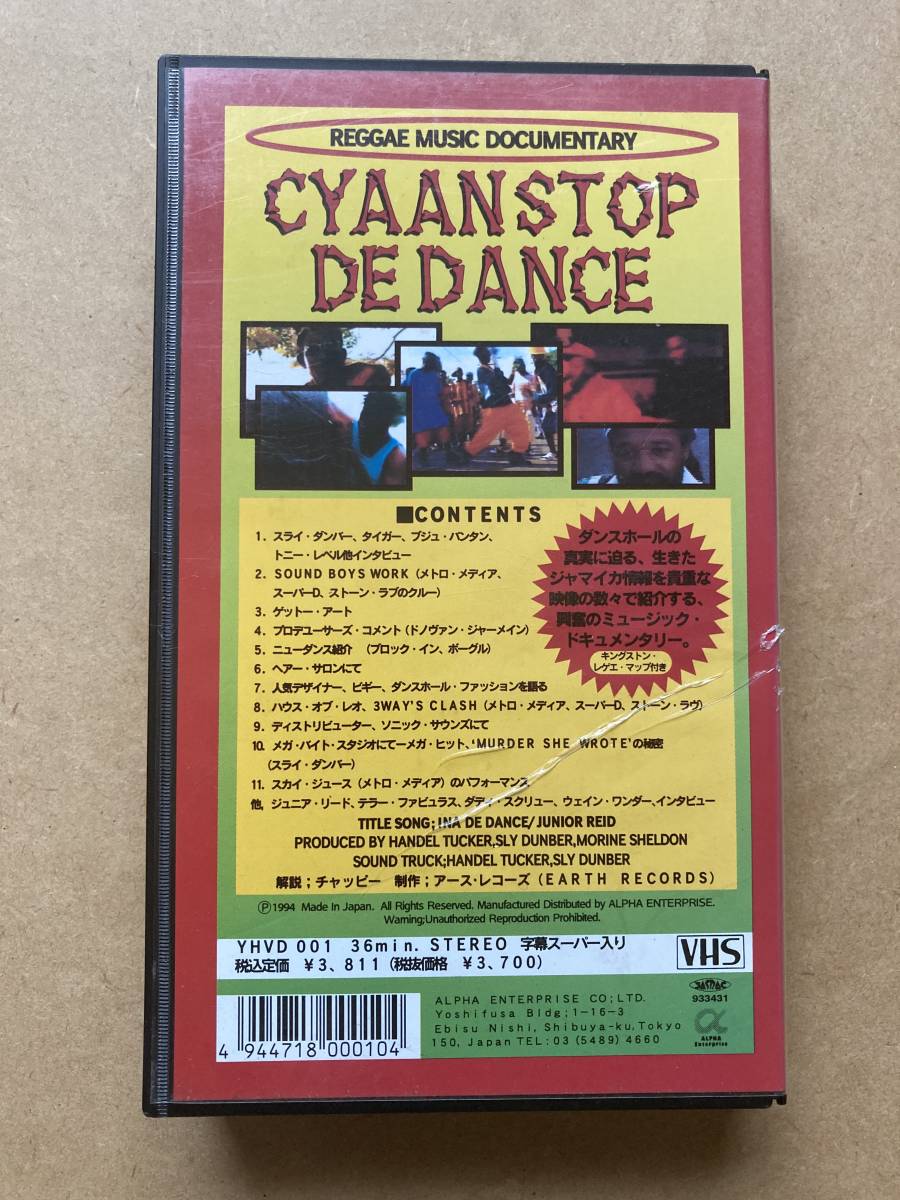 REGGAE MUSIC DOCUMENTARY
CYAAN STOP
DE DANCE
■CONTENTS
1. スライ・ダンバー、タイガー、ブジュ・バンタン、
トニー・レベル他インタビュー
2. SOUND BOYS WORK (メトロ・メディア、
スーパーD、ストーン・ラブのクルー)
3. ゲットー・アート
4. プロデューサーズ・コメント (ドノヴァン・ジャーメイン)
5. ニューダンス紹介 (ブロック・イン、ボーグル)
6. ヘアー・サロンにて
7. 人気デザイナー、ビギー、ダンスホール・ファッションを語る
8. ハウス・オブ・レオ、3WAY'S CLASH (メトロ・メディア、スーパーD、ストーン・ラヴ)
9. ディストリビューター、ソニック・サウンズにて
10. メガ・バイト・スタジオにてーメガ・ヒット、'MURDER SHE WROTE'の秘密
(スライ・ダンバー)
11. スカイ・ジュース (メトロ・メディア) のパフォーマンス
他, ジュニア・リード、テラー・ファビュラス、ダディ・スクリュー、ウェイン・ワンダー、インタビュー
ダンスホールの
真実に迫る、生きた
ジャマイカ情報を貴重な
映像の数々で紹介する、
興奮のミュージック・
ドキュメンタリー。
キングストン・
レゲエ・マップ付き
TITLE SONG; INA DE DANCE/ JUNIOR REID
PRODUCED BY HANDEL TUCKER,SLY DUNBER,MORINE SHELDON
SOUND TRUCK;HANDEL TUCKER,SLY DUNBER
解説；チャッピー 制作；アース・レコーズ (EARTH RECORDS)
Ⓟ1994 Made In Japan. All Rights Reserved. Manufactured Distributed by ALPHA ENTERPRISE.
Warning;Unauthorized Reproduction Prohibited.
YHVD 001 36min. STEREO 字幕スーパー入り
税込定価 ¥3,811 (税抜価格 ¥3,700)
VHS
4 944718 000104
ALPHA ENTERPRISE CO;LTD.
Yoshifusa Bldg;1-16-3
Ebisu Nishi, Shibuya-ku,Tokyo
150, Japan TEL: 03 (5489) 4660
JASRAC
933431
α
ALPHA
Enterprise